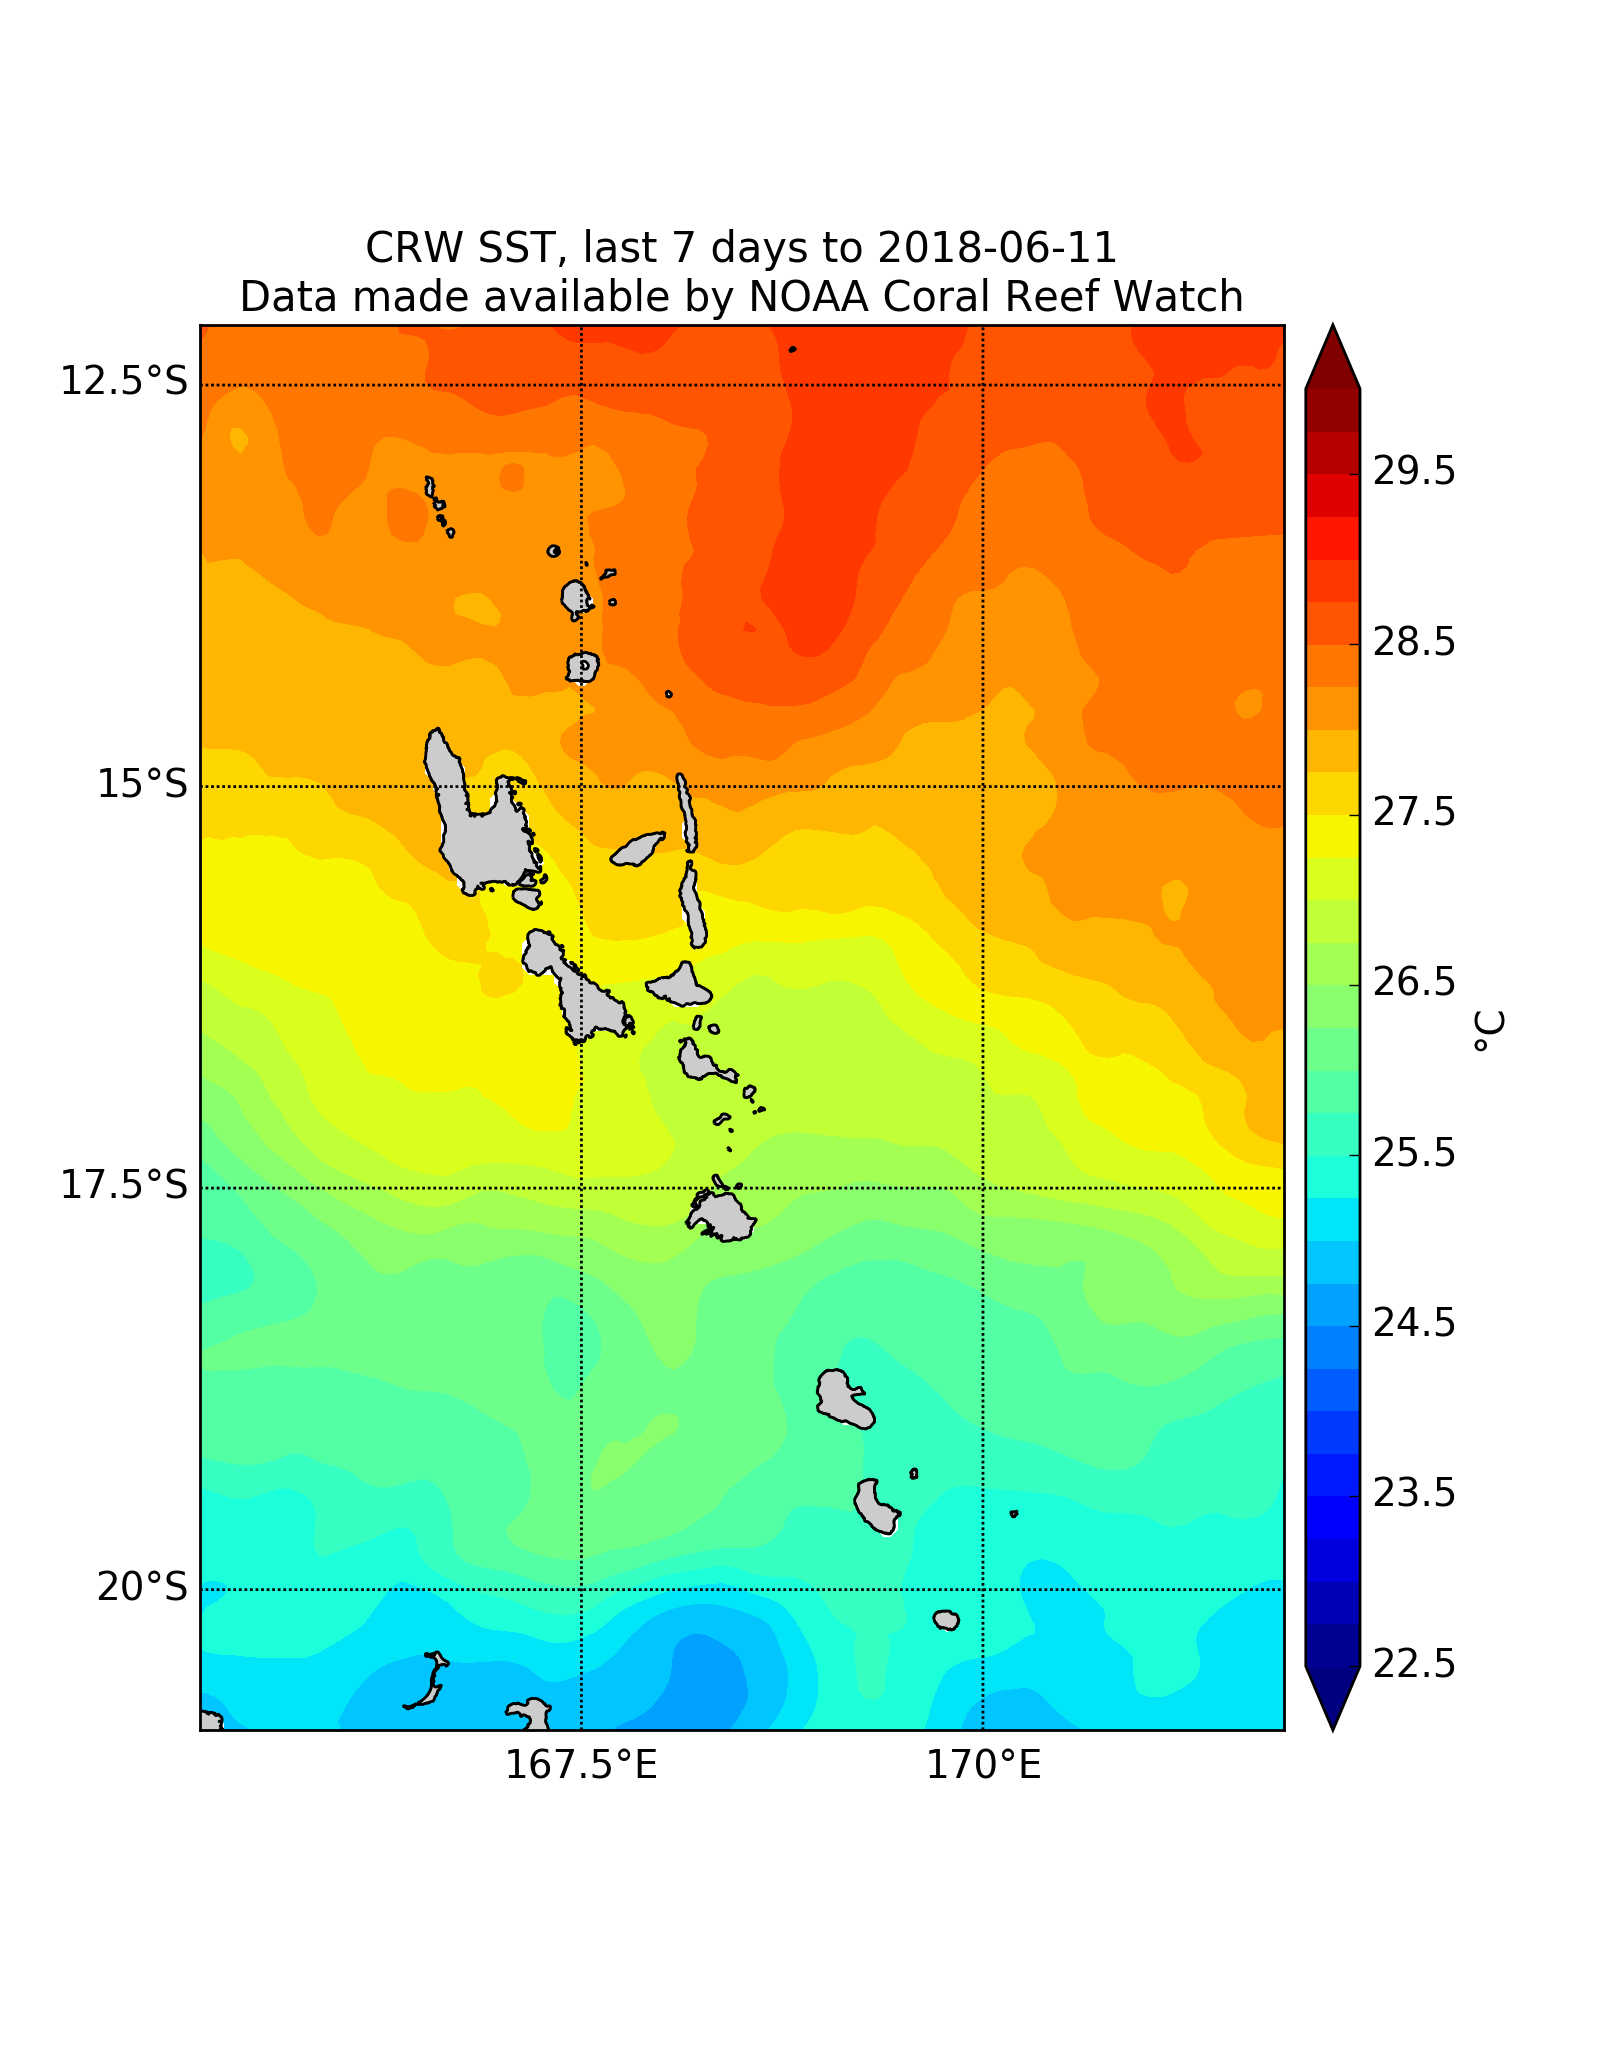 CRW SST, last 7 days to 2018-06-11
Data made available by NOAA Coral Reef Watch
12.5°S
15°S
17.5°S
20°S
167.5°E
170°E
29.5
28.5
27.5
26.5
25.5
24.5
23.5
22.5
°C